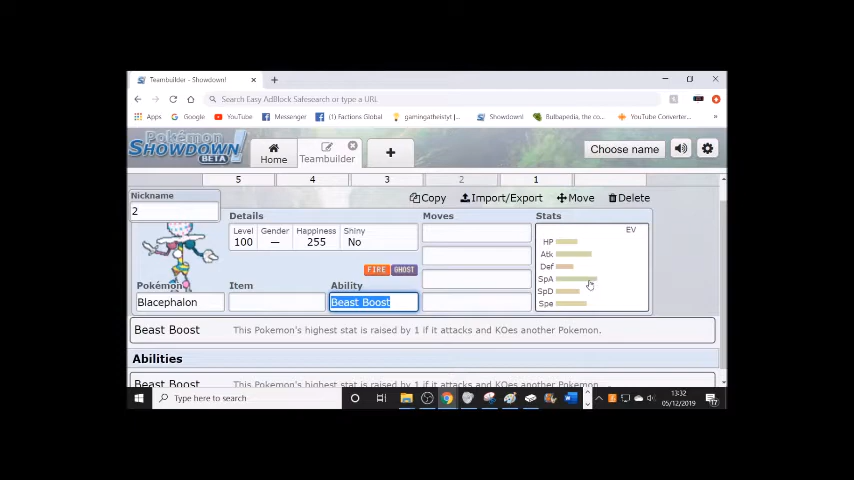 Teambuilder - Showdown!
Search Easy AdBlock Safesearch or type a URL
Apps Google YouTube Messenger (1) Factions Global gamingatheistyt |... Showdown! Bulbapedia, the co... YouTube Converter... »
Pokémon
SHOWDOWN!
BETA
Home
Teambuilder
Choose name
5 4 3 2 1
Copy Import/Export Move Delete
Nickname
2
Details
Level Gender Happiness Shiny
100 — 255 No
FIRE GHOST
Pokémon Item Ability
Blacephalon Beast Boost
Moves
Stats
EV
HP
Atk
Def
SpA
SpD
Spe
Beast Boost This Pokemon's highest stat is raised by 1 if it attacks and KOes another Pokemon.
Abilities
Beast Boost This Pokemon's highest stat is raised by 1 if it attacks and KOes another Pokemon.
Type here to search
13:32
05/12/2019
17